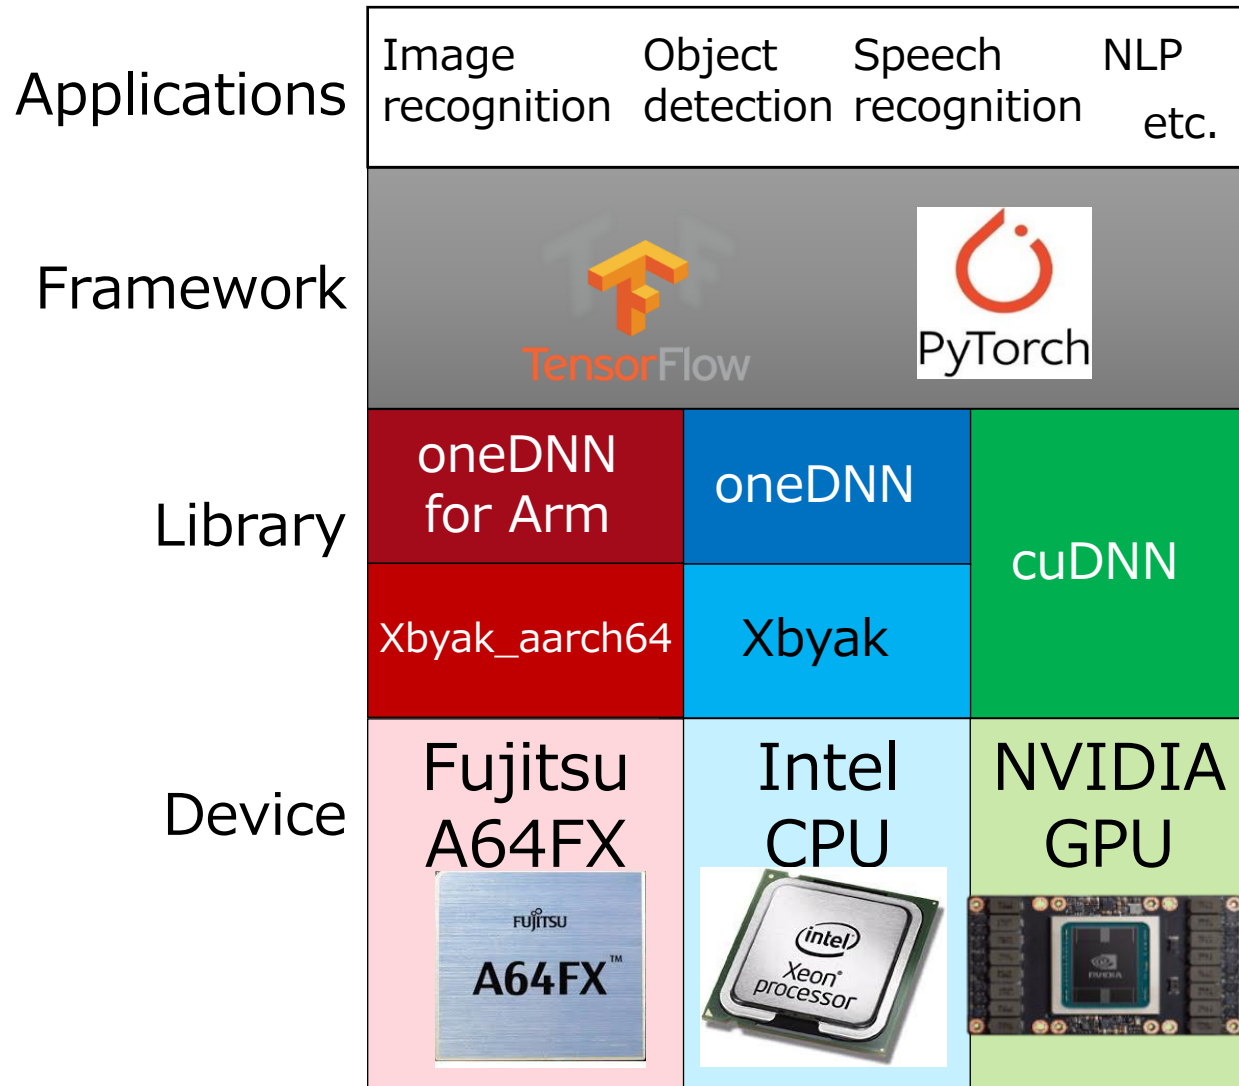 Applications
Image
recognition
Object
detection
Speech
recognition
NLP
etc.
Framework
TensorFlow
PyTorch
Library
oneDNN
for Arm
oneDNN
cuDNN
Xbyak_aarch64
Xbyak
Device
Fujitsu
A64FX
Intel
CPU
NVIDIA
GPU
FUJITSU
A64FX™
intel
Xeon®
processor
NVIDIA